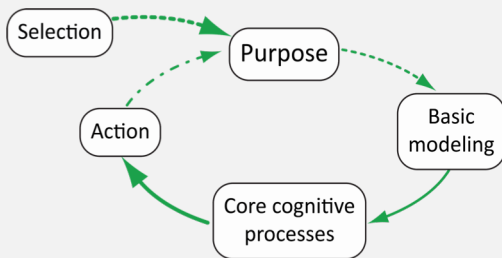 Selection
Purpose
Basic
modeling
Core cognitive
processes
Action